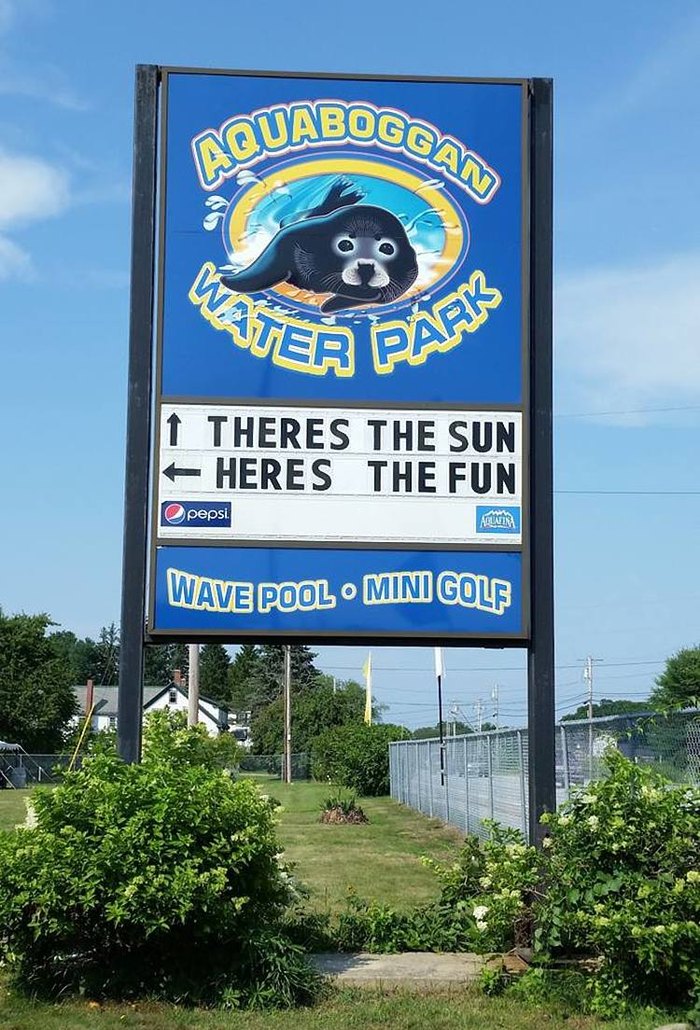 AQUABOGGAN
WATER PARK
↑ THERES THE SUN
← HERES THE FUN
pepsi
AQUAFINA
WAVE POOL • MINI GOLF